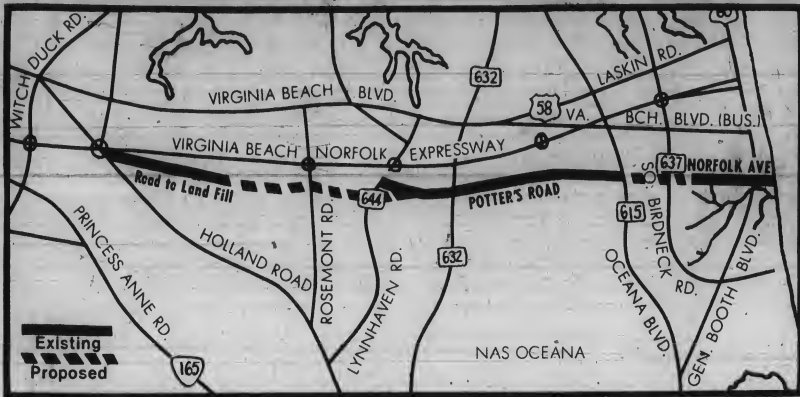 WITCH DUCK RD.
632
LASKIN RD.
VIRGINIA BEACH BLVD.
58
VA. BCH. BLVD. (BUS.)
VIRGINIA BEACH NORFOLK EXPRESSWAY
637
NORFOLK AVE
Road to Land Fill
644
POTTER'S ROAD
615
SO. BIRDNECK RD.
PRINCESS ANNE RD.
HOLLAND ROAD
ROSEMONT RD.
LYNNHAVEN RD.
632
OCEANA BLVD.
GEN. BOOTH BLVD.
NAS OCEANA
Existing
Proposed
165